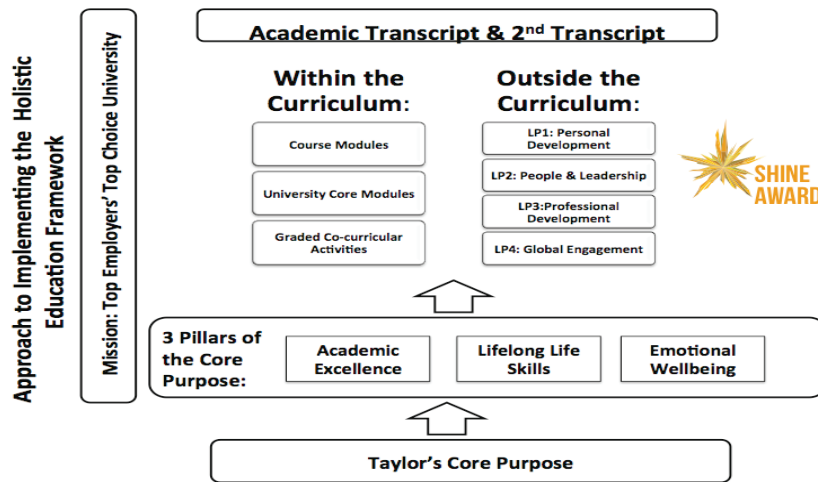 Approach to Implementing the Holistic
Education Framework
Mission: Top Employers’ Top Choice University
Academic Transcript & 2nd Transcript
Within the
Curriculum:
Course Modules
University Core Modules
Graded Co-curricular
Activities
Outside the
Curriculum:
LP1: Personal
Development
LP2: People & Leadership
LP3:Professional
Development
LP4: Global Engagement
SHINE
AWARD
3 Pillars of
the Core
Purpose:
Academic
Excellence
Lifelong Life
Skills
Emotional
Wellbeing
Taylor’s Core Purpose